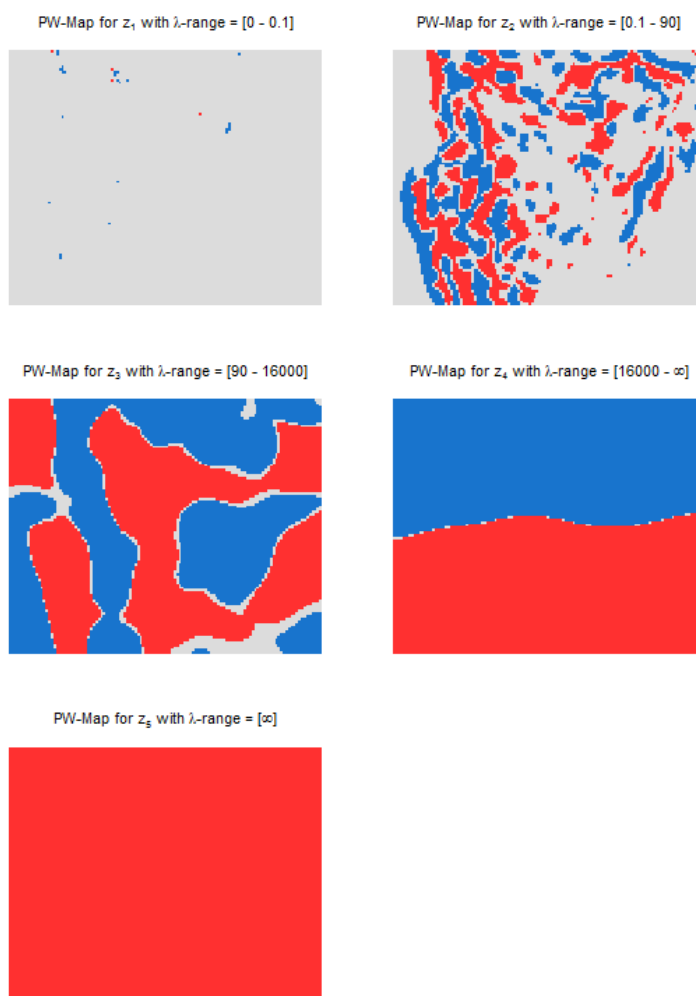 PW-Map for z₁ with λ-range = [0 - 0.1]
PW-Map for z₂ with λ-range = [0.1 - 90]
PW-Map for z₃ with λ-range = [90 - 16000]
PW-Map for z₄ with λ-range = [16000 - ∞]
PW-Map for z₅ with λ-range = [∞]